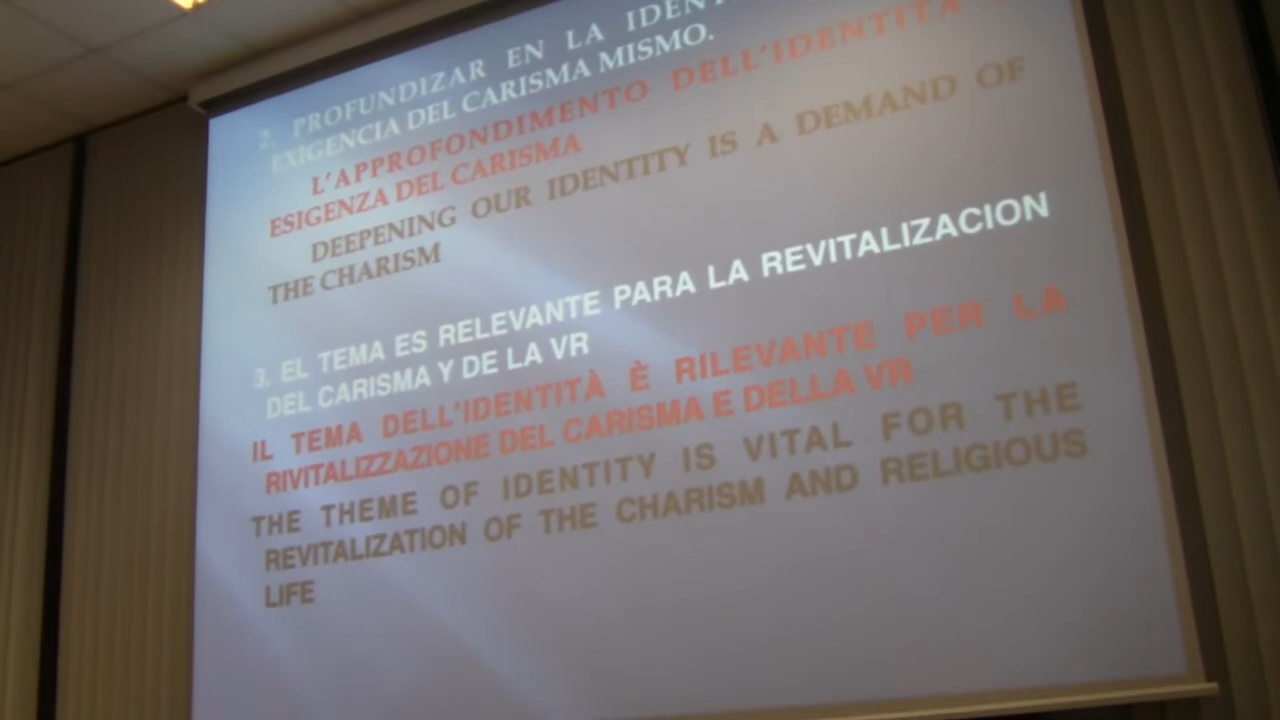 2. PROFUNDIZAR EN LA
EXIGENCIA DEL CARISMA MISMO.
L'APPROFONDIMENTO DELL'IDENTITÀ
ESIGENZA DEL CARISMA
DEEPENING OUR IDENTITY IS A DEMAND OF
THE CHARISM
3. EL TEMA ES RELEVANTE PARA LA REVITALIZACION
DEL CARISMA Y DE LA VR
IL TEMA DELL'IDENTITÀ È RILEVANTE PER LA
RIVITALIZZAZIONE DEL CARISMA E DELLA VR
THE THEME OF IDENTITY IS VITAL FOR THE
REVITALIZATION OF THE CHARISM AND RELIGIOUS
LIFE